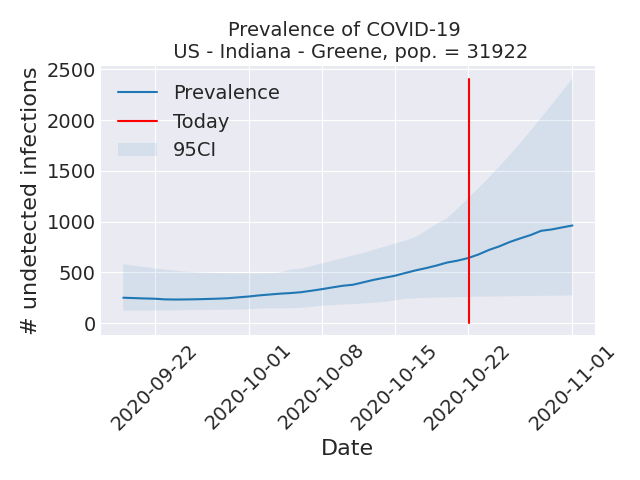 Prevalence of COVID-19
US - Indiana - Greene, pop. = 31922
# undetected infections
2500
2000
1500
1000
500
0
Prevalence
Today
95CI
2020-09-22
2020-10-01
2020-10-08
2020-10-15
2020-10-22
2020-11-01
Date